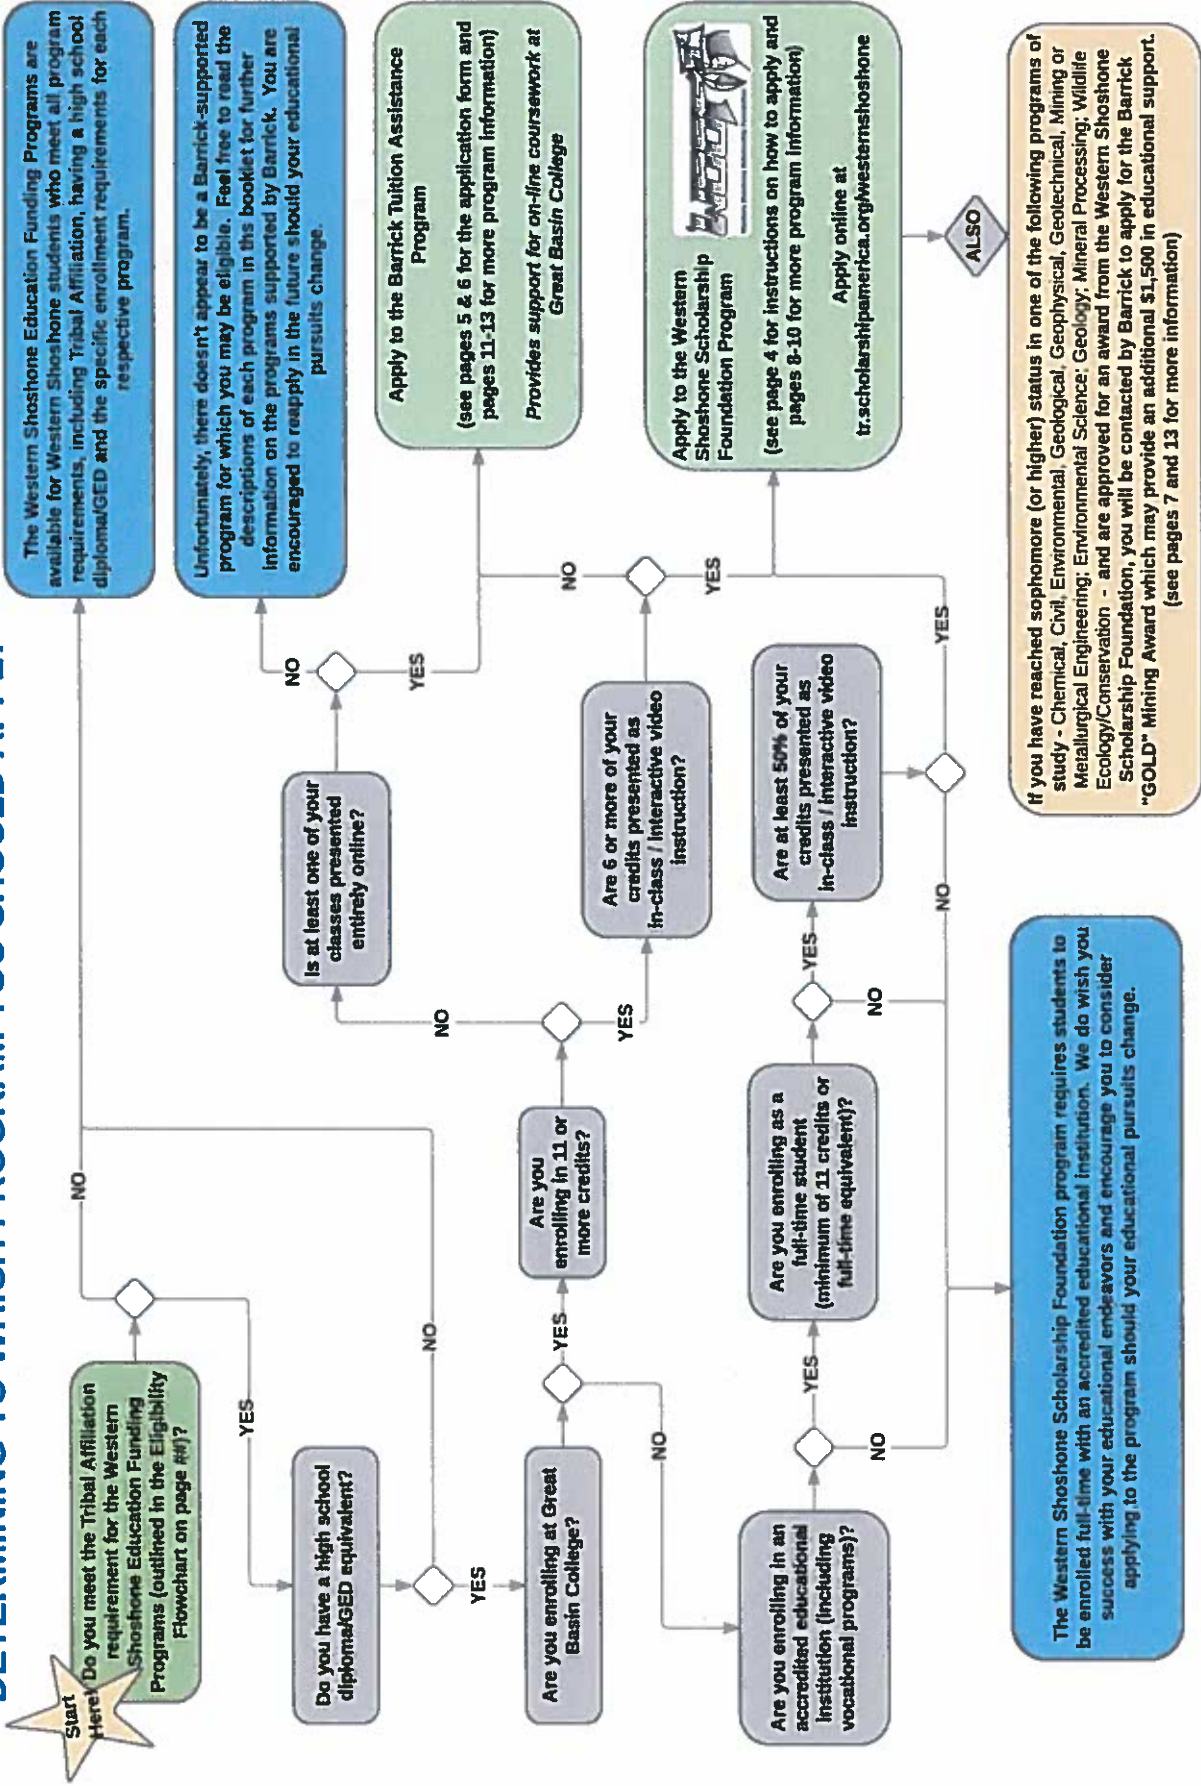 Start
Here!
Do you meet the Tribal Affiliation
requirement for the Western
Shoshone Education Funding
Programs (outlined in the Eligibility
Flowchart on page ##)?
NO
The Western Shoshone Education Funding Programs are
available for Western Shoshone students who meet all program
requirements, including Tribal Affiliation, having a high school
diploma/GED and the specific enrollment requirements for each
respective program.
YES
Do you have a high school
diploma/GED equivalent?
NO
YES
Are you enrolling at Great
Basin College?
YES
NO
Are you
enrolling in 11 or
more credits?
NO
YES
Is at least one of your
classes presented
entirely online?
NO
YES
Unfortunately, there doesn't appear to be a Barrick-supported
program for which you may be eligible. Feel free to read the
descriptions of each program in ths booklet for further
information on the programs supported by Barrick. You are
encouraged to reapply in the future should your educational
pursuits change.
Apply to the Barrick Tuition Assistance
Program
(see pages 5 & 6 for the application form and
pages 11-13 for more program information)
Provides support for on-line coursework at
Great Basin College
Are 6 or more of your
credits presented as
in-class / interactive video
instruction?
NO
YES
Apply to the Western
Shoshone Scholarship
Foundation Program
(see page 4 for instructions on how to apply and
pages 8-10 for more program information)
Apply online at
tr.scholarshipamerica.org/westernshoshone
Are you enrolling in an
accredited educational
institution (including
vocational programs)?
YES
NO
Are you enrolling as a
full-time student
(minimum of 11 credits or
full-time equivalent)?
YES
NO
Are at least 50% of your
credits presented as
in-class / interactive video
instruction?
YES
NO
ALSO
The Western Shoshone Scholarship Foundation program requires students to
be enrolled full-time with an accredited educational institution. We do wish you
success with your educational endeavors and encourage you to consider
applying to the program should your educational pursuits change.
If you have reached sophomore (or higher) status in one of the following programs of
study - Chemical, Civil, Environmental, Geological, Geophysical, Geotechnical, Mining or
Metallurgical Engineering; Environmental Science; Geology; Mineral Processing; Wildlife
Ecology/Conservation - and are approved for an award from the Western Shoshone
Scholarship Foundation, you will be contacted by Barrick to apply for the Barrick
"GOLD" Mining Award which may provide an additional $1,500 in educational support.
(see pages 7 and 13 for more information)